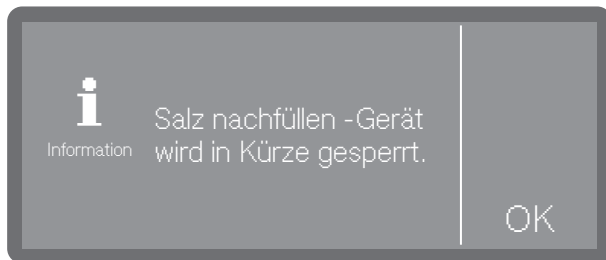 Information
Salz nachfüllen -Gerät
wird in Kürze gesperrt.
OK